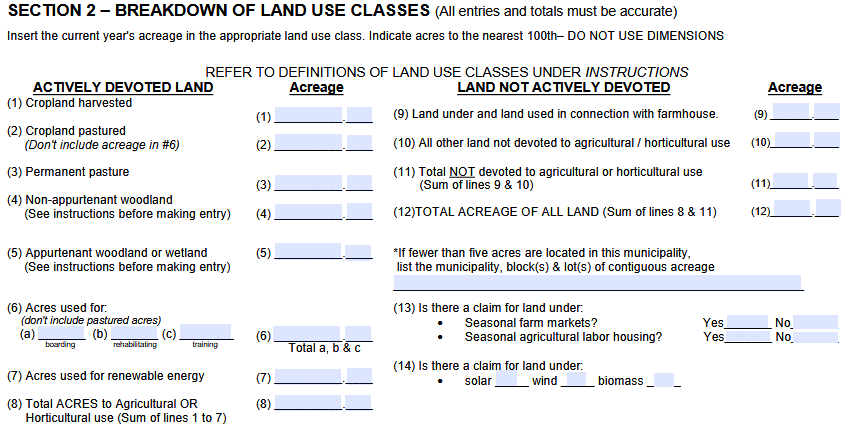 SECTION 2 – BREAKDOWN OF LAND USE CLASSES (All entries and totals must be accurate)
Insert the current year's acreage in the appropriate land use class. Indicate acres to the nearest 100th– DO NOT USE DIMENSIONS
REFER TO DEFINITIONS OF LAND USE CLASSES UNDER INSTRUCTIONS
ACTIVELY DEVOTED LAND Acreage
(1) Cropland harvested
(1) .
(2) Cropland pastured
(Don't include acreage in #6) (2) .
(3) Permanent pasture
(3) .
(4) Non-appurtenant woodland
(See instructions before making entry) (4) .
(5) Appurtenant woodland or wetland (5) .
(See instructions before making entry)
(6) Acres used for:
(don't include pastured acres)
(a) (b) (c) (6) .
boarding rehabilitating training
Total a, b & c
(7) Acres used for renewable energy (7) .
(8) Total ACRES to Agricultural OR (8) .
Horticultural use (Sum of lines 1 to 7)
LAND NOT ACTIVELY DEVOTED Acreage
(9) Land under and land used in connection with farmhouse. (9) .
(10) All other land not devoted to agricultural / horticultural use (10) .
(11) Total NOT devoted to agricultural or horticultural use
(Sum of lines 9 & 10) (11) .
(12)TOTAL ACREAGE OF ALL LAND (Sum of lines 8 & 11) (12) .
*If fewer than five acres are located in this municipality,
list the municipality, block(s) & lot(s) of contiguous acreage
(13) Is there a claim for land under:
• Seasonal farm markets? Yes No
• Seasonal agricultural labor housing? Yes No
(14) Is there a claim for land under:
• solar wind biomass